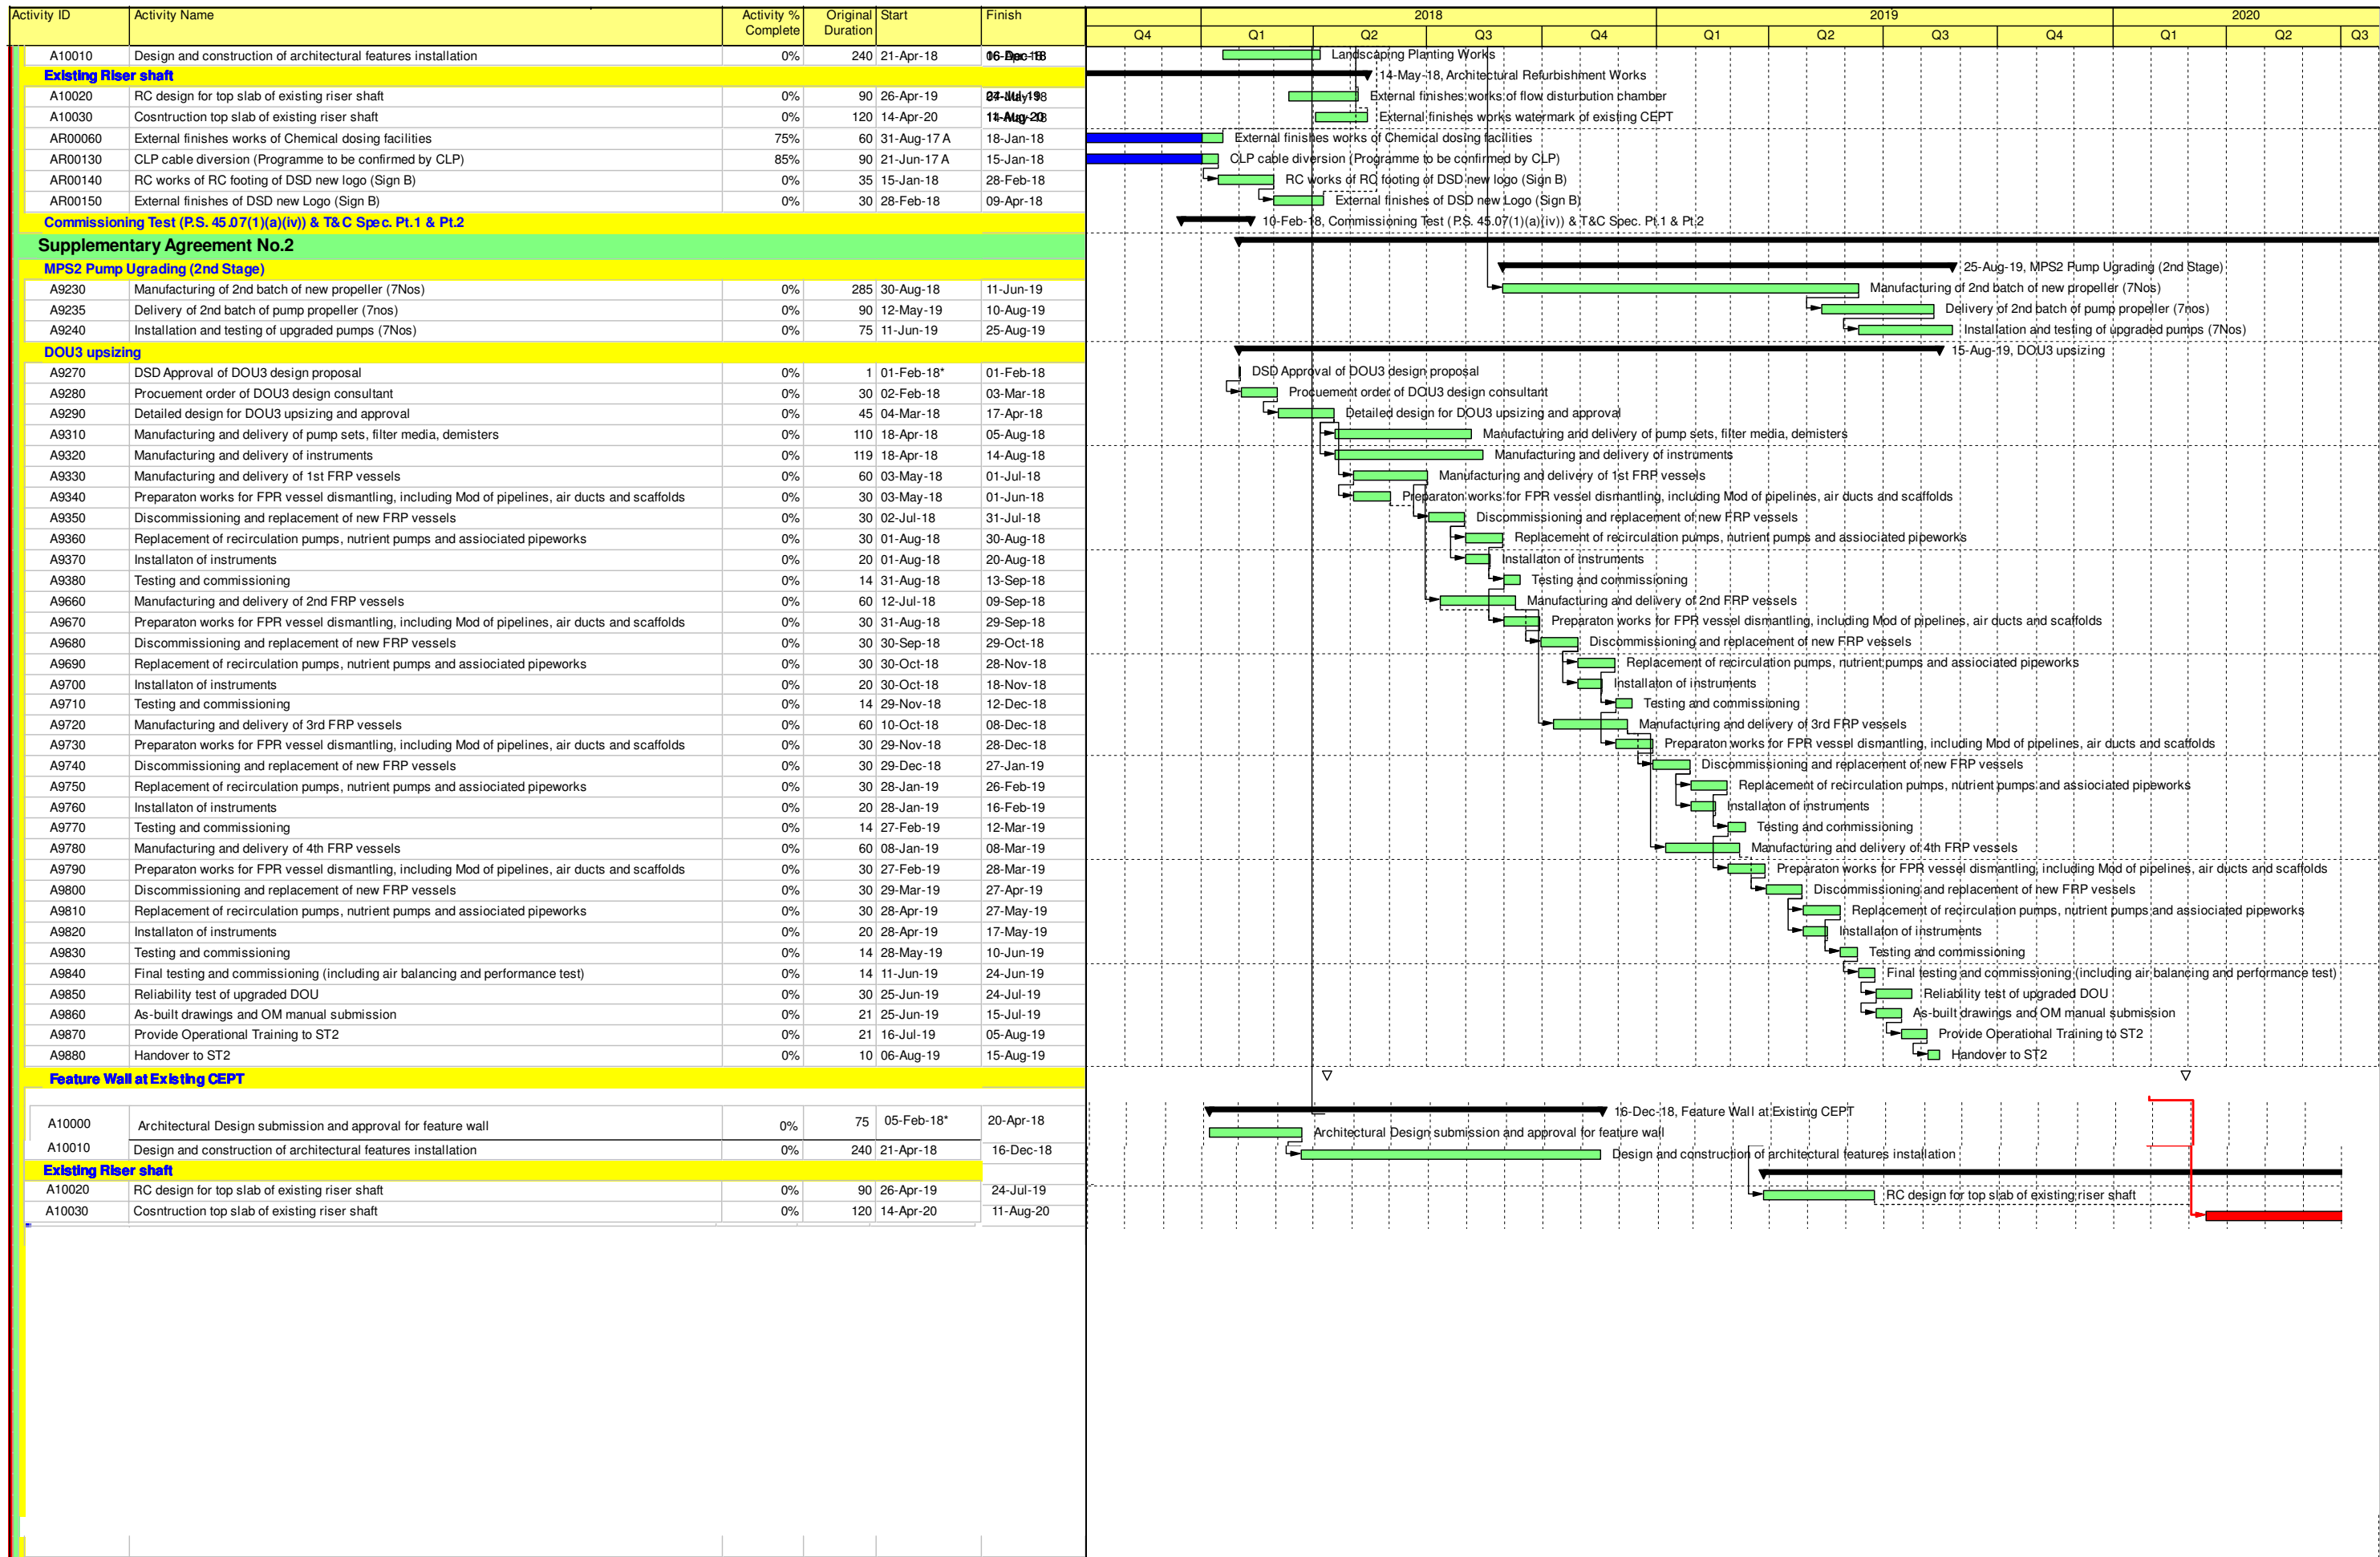 Activity ID Activity Name Activity % Complete Original Duration Start Finish 2018 2019 2020
Q4 Q1 Q2 Q3 Q4 Q1 Q2 Q3 Q4 Q1 Q2 Q3
A10010 Design and construction of architectural features installation 0% 240 21-Apr-18 Landscaping Planting Works
Existing Riser shaft 14-May-18, Architectural Refurbishment Works
A10020 RC design for top slab of existing riser shaft 0% 90 26-Apr-19 External finishes works of flow disturbution chamber
A10030 Cosntruction top slab of existing riser shaft 0% 120 14-Apr-20 External finishes works watermark of existing CEPT
AR00060 External finishes works of Chemical dosing facilities 75% 60 31-Aug-17 A 18-Jan-18 External finishes works of Chemical dosing facilities
AR00130 CLP cable diversion (Programme to be confirmed by CLP) 85% 90 21-Jun-17 A 15-Jan-18 CLP cable diversion (Programme to be confirmed by CLP)
AR00140 RC works of RC footing of DSD new logo (Sign B) 0% 35 15-Jan-18 28-Feb-18 RC works of RC footing of DSD new logo (Sign B)
AR00150 External finishes of DSD new Logo (Sign B) 0% 30 28-Feb-18 09-Apr-18 External finishes of DSD new Logo (Sign B)
Commissioning Test (P.S. 45.07(1)(a)(iv)) & T&C Spec. Pt.1 & Pt.2 10-Feb-18, Commissioning Test (P.S. 45.07(1)(a)(iv)) & T&C Spec. Pt.1 & Pt.2
Supplementary Agreement No.2
MPS2 Pump Ugrading (2nd Stage) 25-Aug-19, MPS2 Pump Ugrading (2nd Stage)
A9230 Manufacturing of 2nd batch of new propeller (7Nos) 0% 285 30-Aug-18 11-Jun-19 Manufacturing of 2nd batch of new propeller (7Nos)
A9235 Delivery of 2nd batch of pump propeller (7nos) 0% 90 12-May-19 10-Aug-19 Delivery of 2nd batch of pump propeller (7nos)
A9240 Installation and testing of upgraded pumps (7Nos) 0% 75 11-Jun-19 25-Aug-19 Installation and testing of upgraded pumps (7Nos)
DOU3 upsizing 15-Aug-19, DOU3 upsizing
A9270 DSD Approval of DOU3 design proposal 0% 1 01-Feb-18* 01-Feb-18 DSD Approval of DOU3 design proposal
A9280 Procuement order of DOU3 design consultant 0% 30 02-Feb-18 03-Mar-18 Procuement order of DOU3 design consultant
A9290 Detailed design for DOU3 upsizing and approval 0% 45 04-Mar-18 17-Apr-18 Detailed design for DOU3 upsizing and approval
A9310 Manufacturing and delivery of pump sets, filter media, demisters 0% 110 18-Apr-18 05-Aug-18 Manufacturing and delivery of pump sets, filter media, demisters
A9320 Manufacturing and delivery of instruments 0% 119 18-Apr-18 14-Aug-18 Manufacturing and delivery of instruments
A9330 Manufacturing and delivery of 1st FRP vessels 0% 60 03-May-18 01-Jul-18 Manufacturing and delivery of 1st FRP vessels
A9340 Preparaton works for FPR vessel dismantling, including Mod of pipelines, air ducts and scaffolds 0% 30 03-May-18 01-Jun-18 Preparaton works for FPR vessel dismantling, including Mod of pipelines, air ducts and scaffolds
A9350 Discommissioning and replacement of new FRP vessels 0% 30 02-Jul-18 31-Jul-18 Discommissioning and replacement of new FRP vessels
A9360 Replacement of recirculation pumps, nutrient pumps and assiociated pipeworks 0% 30 01-Aug-18 30-Aug-18 Replacement of recirculation pumps, nutrient pumps and assiociated pipeworks
A9370 Installaton of instruments 0% 20 01-Aug-18 20-Aug-18 Installaton of instruments
A9380 Testing and commissioning 0% 14 31-Aug-18 13-Sep-18 Testing and commissioning
A9660 Manufacturing and delivery of 2nd FRP vessels 0% 60 12-Jul-18 09-Sep-18 Manufacturing and delivery of 2nd FRP vessels
A9670 Preparaton works for FPR vessel dismantling, including Mod of pipelines, air ducts and scaffolds 0% 30 31-Aug-18 29-Sep-18 Preparaton works for FPR vessel dismantling, including Mod of pipelines, air ducts and scaffolds
A9680 Discommissioning and replacement of new FRP vessels 0% 30 30-Sep-18 29-Oct-18 Discommissioning and replacement of new FRP vessels
A9690 Replacement of recirculation pumps, nutrient pumps and assiociated pipeworks 0% 30 30-Oct-18 28-Nov-18 Replacement of recirculation pumps, nutrient pumps and assiociated pipeworks
A9700 Installaton of instruments 0% 20 30-Oct-18 18-Nov-18 Installaton of instruments
A9710 Testing and commissioning 0% 14 29-Nov-18 12-Dec-18 Testing and commissioning
A9720 Manufacturing and delivery of 3rd FRP vessels 0% 60 10-Oct-18 08-Dec-18 Manufacturing and delivery of 3rd FRP vessels
A9730 Preparaton works for FPR vessel dismantling, including Mod of pipelines, air ducts and scaffolds 0% 30 29-Nov-18 28-Dec-18 Preparaton works for FPR vessel dismantling, including Mod of pipelines, air ducts and scaffolds
A9740 Discommissioning and replacement of new FRP vessels 0% 30 29-Dec-18 27-Jan-19 Discommissioning and replacement of new FRP vessels
A9750 Replacement of recirculation pumps, nutrient pumps and assiociated pipeworks 0% 30 28-Jan-19 26-Feb-19 Replacement of recirculation pumps, nutrient pumps and assiociated pipeworks
A9760 Installaton of instruments 0% 20 28-Jan-19 16-Feb-19 Installaton of instruments
A9770 Testing and commissioning 0% 14 27-Feb-19 12-Mar-19 Testing and commissioning
A9780 Manufacturing and delivery of 4th FRP vessels 0% 60 08-Jan-19 08-Mar-19 Manufacturing and delivery of 4th FRP vessels
A9790 Preparaton works for FPR vessel dismantling, including Mod of pipelines, air ducts and scaffolds 0% 30 27-Feb-19 28-Mar-19 Preparaton works for FPR vessel dismantling, including Mod of pipelines, air ducts and scaffolds
A9800 Discommissioning and replacement of new FRP vessels 0% 30 29-Mar-19 27-Apr-19 Discommissioning and replacement of new FRP vessels
A9810 Replacement of recirculation pumps, nutrient pumps and assiociated pipeworks 0% 30 28-Apr-19 27-May-19 Replacement of recirculation pumps, nutrient pumps and assiociated pipeworks
A9820 Installaton of instruments 0% 20 28-Apr-19 17-May-19 Installaton of instruments
A9830 Testing and commissioning 0% 14 28-May-19 10-Jun-19 Testing and commissioning
A9840 Final testing and commissioning (including air balancing and performance test) 0% 14 11-Jun-19 24-Jun-19 Final testing and commissioning (including air balancing and performance test)
A9850 Reliability test of upgraded DOU 0% 30 25-Jun-19 24-Jul-19 Reliability test of upgraded DOU
A9860 As-built drawings and OM manual submission 0% 21 25-Jun-19 15-Jul-19 As-built drawings and OM manual submission
A9870 Provide Operational Training to ST2 0% 21 16-Jul-19 05-Aug-19 Provide Operational Training to ST2
A9880 Handover to ST2 0% 10 06-Aug-19 15-Aug-19 Handover to ST2
Feature Wall at Existing CEPT
16-Dec-18, Feature Wall at Existing CEPT
A10000 Architectural Design submission and approval for feature wall 0% 75 05-Feb-18* 20-Apr-18 Architectural Design submission and approval for feature wall
A10010 Design and construction of architectural features installation 0% 240 21-Apr-18 16-Dec-18 Design and construction of architectural features installation
Existing Riser shaft
A10020 RC design for top slab of existing riser shaft 0% 90 26-Apr-19 24-Jul-19 RC design for top slab of existing riser shaft
A10030 Cosntruction top slab of existing riser shaft 0% 120 14-Apr-20 11-Aug-20